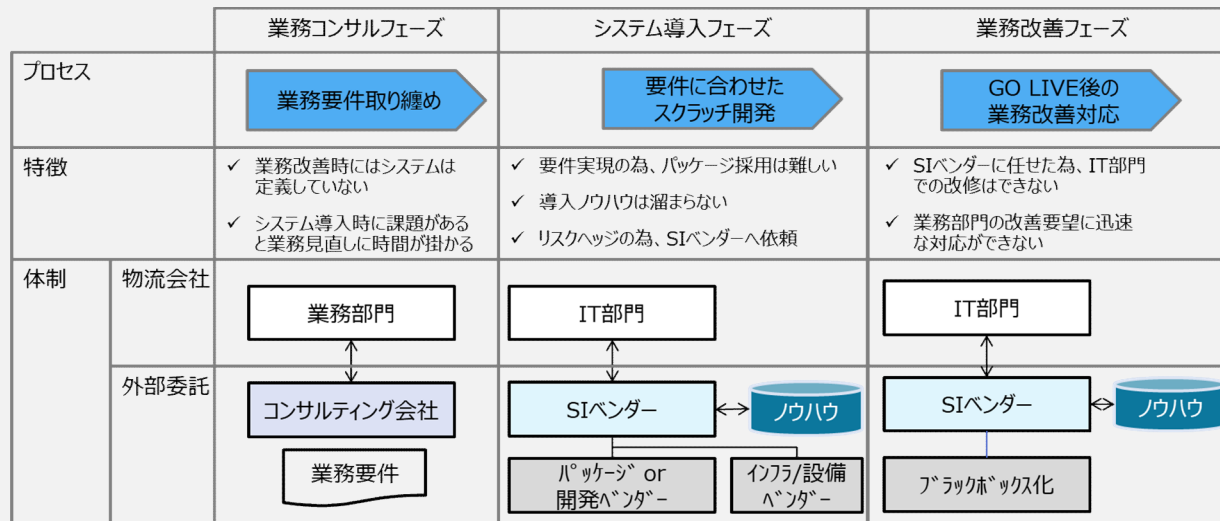 業務コンサルフェーズ
システム導入フェーズ
業務改善フェーズ
プロセス
業務要件取り纏め
要件に合わせた
スクラッチ開発
GO LIVE後の
業務改善対応
特徴
✓ 業務改善時にはシステムは
定義していない
✓ システム導入時に課題がある
と業務見直しに時間が掛かる
✓ 要件実現の為、パッケージ採用は難しい
✓ 導入ノウハウは溜まらない
✓ リスクヘッジの為、SIベンダーへ依頼
✓ SIベンダーに任せた為、IT部門
での改修はできない
✓ 業務部門の改善要望に迅速
な対応ができない
体制
物流会社
業務部門
IT部門
IT部門
外部委託
コンサルティング会社
業務要件
SIベンダー
ノウハウ
パッケージ or
開発ベンダー
インフラ/設備
ベンダー
SIベンダー
ノウハウ
ブラックボックス化